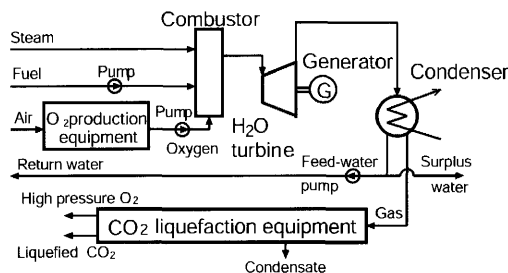 Combustor
Steam
Generator
Fuel
Pump
Condenser
G
Air
O2production
equipment
Pump
Oxygen
H2O
turbine
Return water
Feed-water
pump
Surplus
water
High pressure O2
Gas
CO2 liquefaction equipment
Liquefied CO2
Condensate